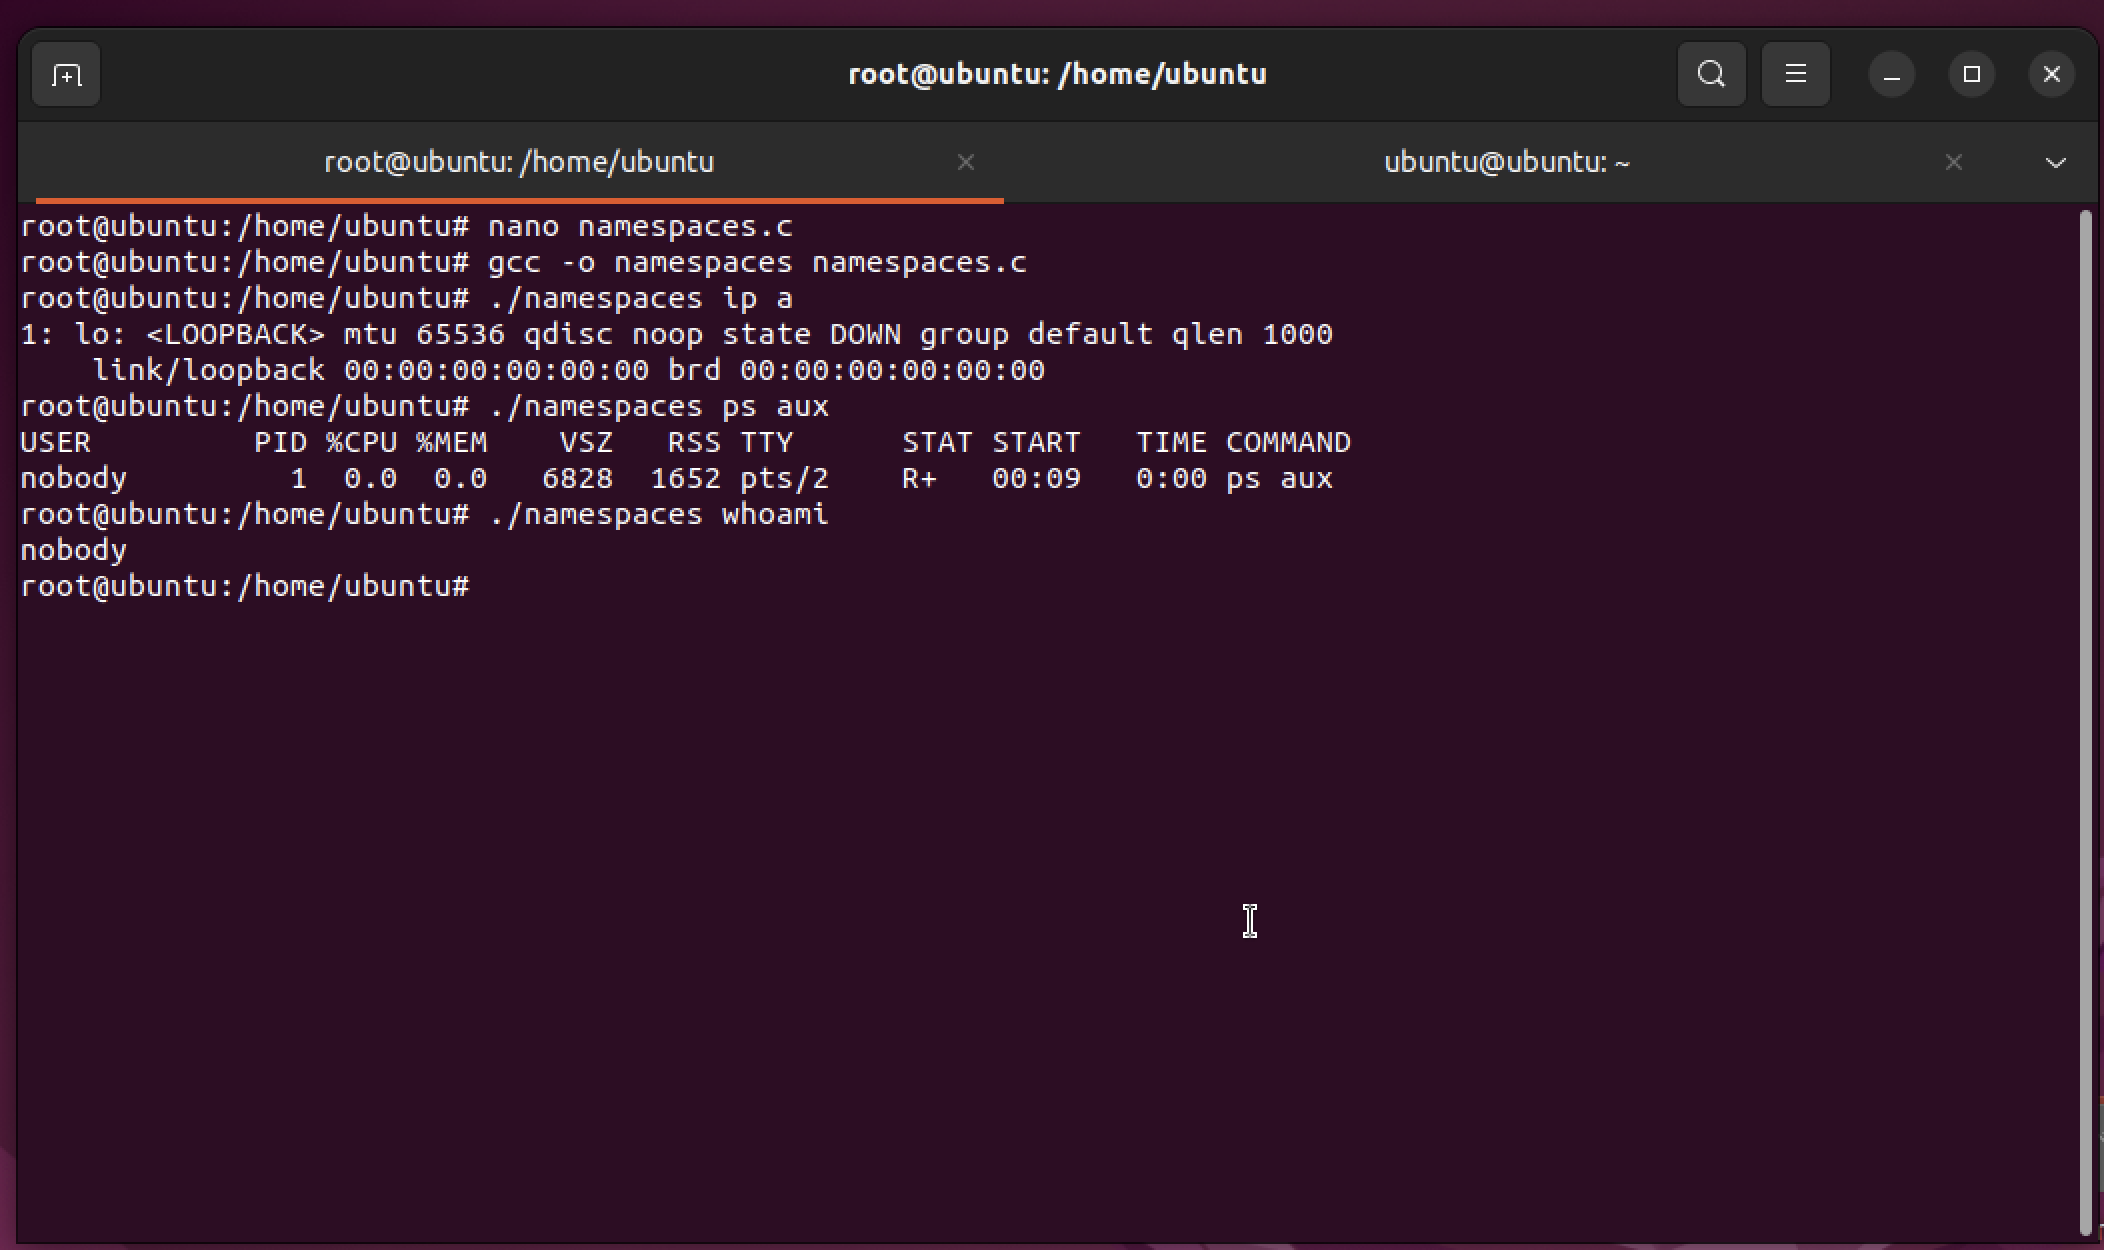 root@ubuntu: /home/ubuntu
root@ubuntu: /home/ubuntu
ubuntu@ubuntu: ~
root@ubuntu:/home/ubuntu# nano namespaces.c
root@ubuntu:/home/ubuntu# gcc -o namespaces namespaces.c
root@ubuntu:/home/ubuntu# ./namespaces ip a
1: lo: <LOOPBACK> mtu 65536 qdisc noop state DOWN group default qlen 1000
    link/loopback 00:00:00:00:00:00 brd 00:00:00:00:00:00
root@ubuntu:/home/ubuntu# ./namespaces ps aux
USER         PID %CPU %MEM    VSZ   RSS TTY      STAT START   TIME COMMAND
nobody         1  0.0  0.0   6828  1652 pts/2    R+   00:09   0:00 ps aux
root@ubuntu:/home/ubuntu# ./namespaces whoami
nobody
root@ubuntu:/home/ubuntu#